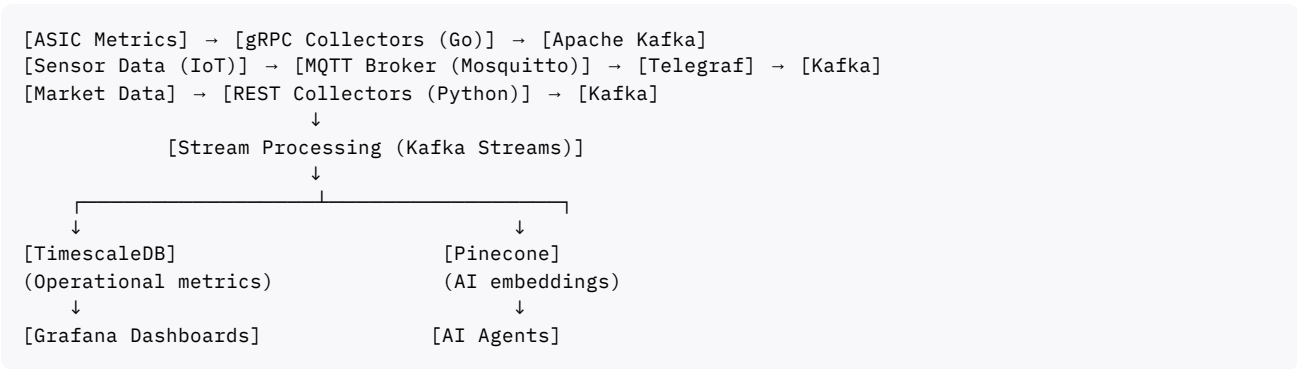 [ASIC Metrics] → [gRPC Collectors (Go)] → [Apache Kafka]
[Sensor Data (IoT)] → [MQTT Broker (Mosquitto)] → [Telegraf] → [Kafka]
[Market Data] → [REST Collectors (Python)] → [Kafka]
↓
[Stream Processing (Kafka Streams)]
↓
┌────────────────────┴────────────────────┐
↓ ↓
[TimescaleDB] [Pinecone]
(Operational metrics) (AI embeddings)
↓ ↓
[Grafana Dashboards] [AI Agents]